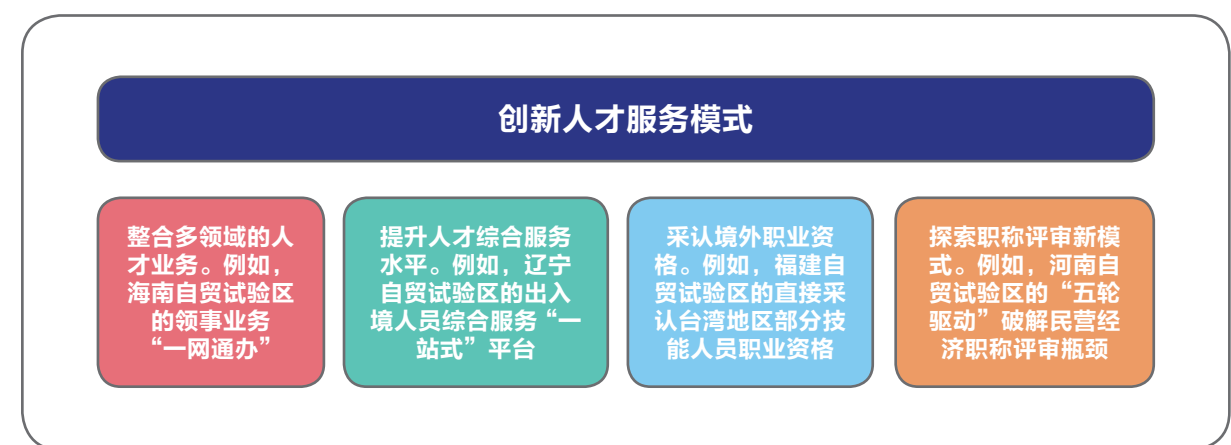 创新人才服务模式
整合多领域的人
才业务。例如，
海南自贸试验区
的领事业务
“一网通办”
提升人才综合服务
水平。例如，辽宁
自贸试验区的出入
境人员综合服务“一
站式”平台
采认境外职业资
格。例如，福建自
贸试验区的直接采
认台湾地区部分技
能人员职业资格
探索职称评审新模
式。例如，河南自
贸试验区的“五轮
驱动”破解民营经
济职称评审瓶颈